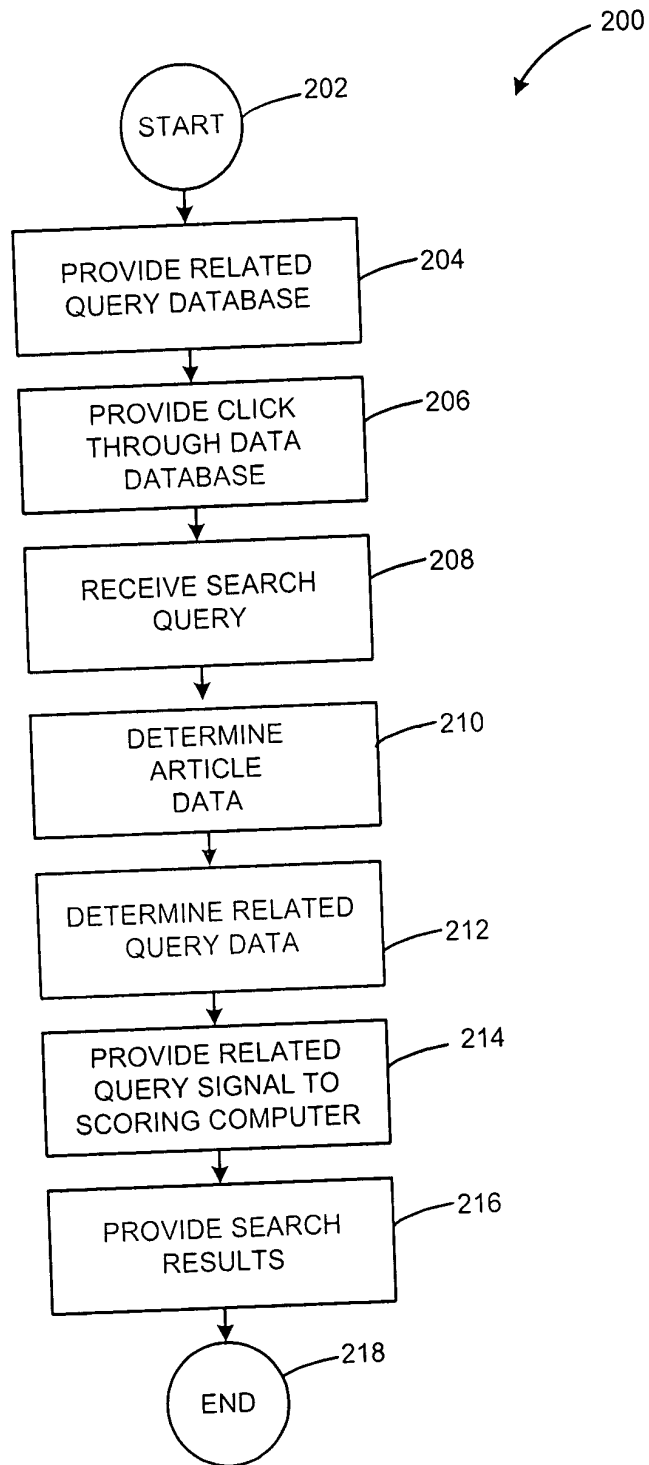 200
202
START
PROVIDE RELATED
QUERY DATABASE
204
PROVIDE CLICK
THROUGH DATA
DATABASE
206
RECEIVE SEARCH
QUERY
208
DETERMINE
ARTICLE
DATA
210
DETERMINE RELATED
QUERY DATA
212
PROVIDE RELATED
QUERY SIGNAL TO
SCORING COMPUTER
214
PROVIDE SEARCH
RESULTS
216
END
218